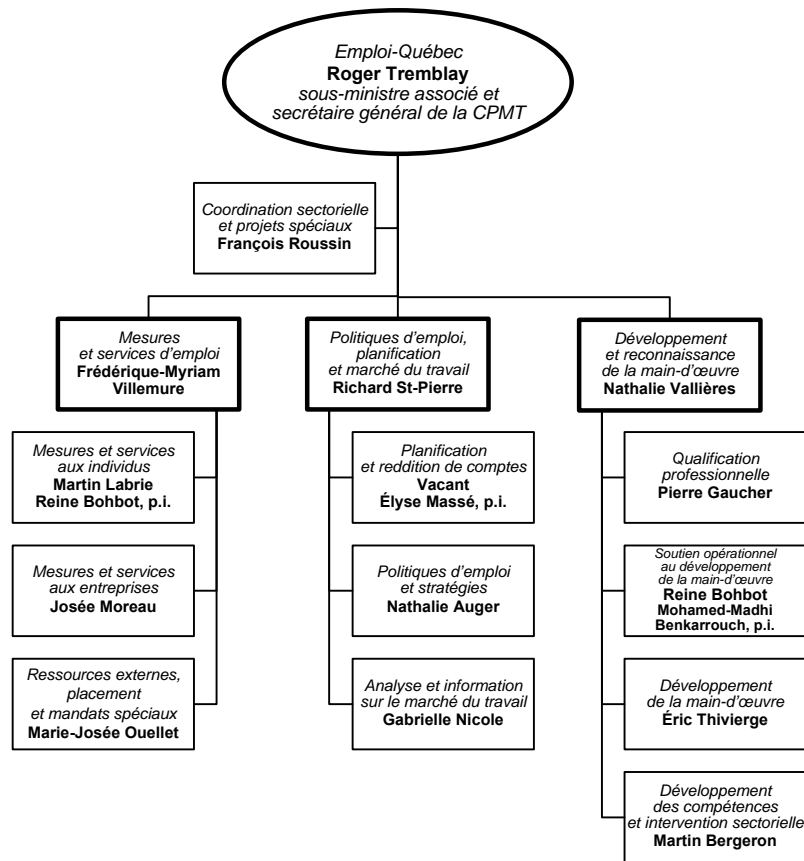 Emploi-Québec
Roger Tremblay
sous-ministre associé et
secrétaire général de la CPMT
Coordination sectorielle
et projets spéciaux
François Roussin
Mesures
et services d'emploi
Frédérique-Myriam
Villemure
Politiques d'emploi,
planification
et marché du travail
Richard St-Pierre
Développement
et reconnaissance
de la main-d'œuvre
Nathalie Vallières
Mesures et services
aux individus
Martin Labrie
Reine Bohbot, p.i.
Planification
et reddition de comptes
Vacant
Élyse Massé, p.i.
Qualification
professionnelle
Pierre Gaucher
Mesures et services
aux entreprises
Josée Moreau
Politiques d'emploi
et stratégies
Nathalie Auger
Soutien opérationnel
au développement
de la main-d'œuvre
Reine Bohbot
Mohamed-Madhi
Benkarrouch, p.i.
Ressources externes,
placement
et mandats spéciaux
Marie-Josée Ouellet
Analyse et information
sur le marché du travail
Gabrielle Nicole
Développement
de la main-d'œuvre
Éric Thivierge
Développement
des compétences
et intervention sectorielle
Martin Bergeron